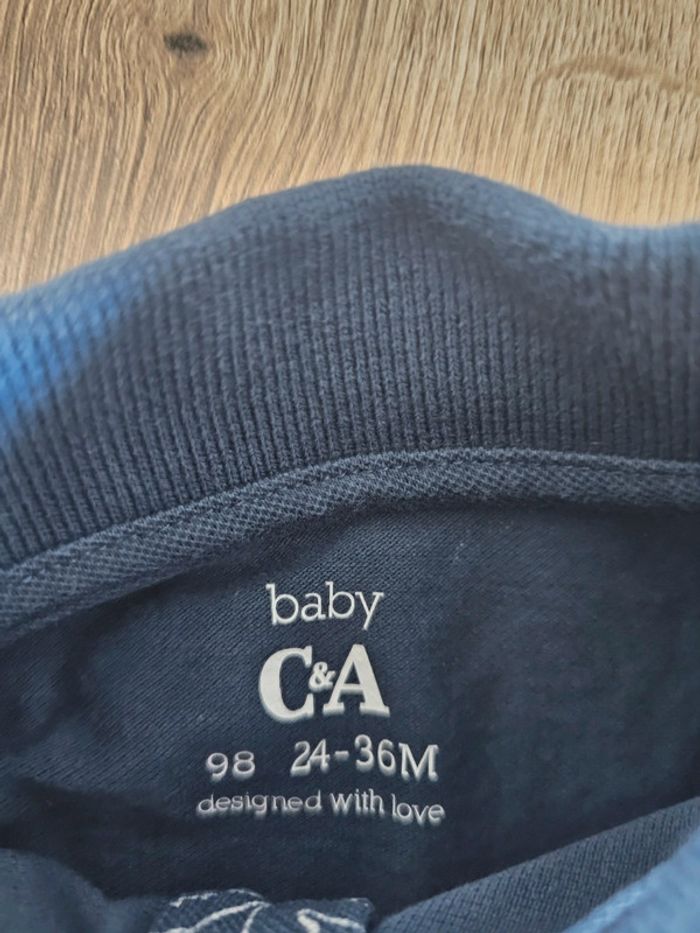 baby
C&A
98 24-36M
designed with love